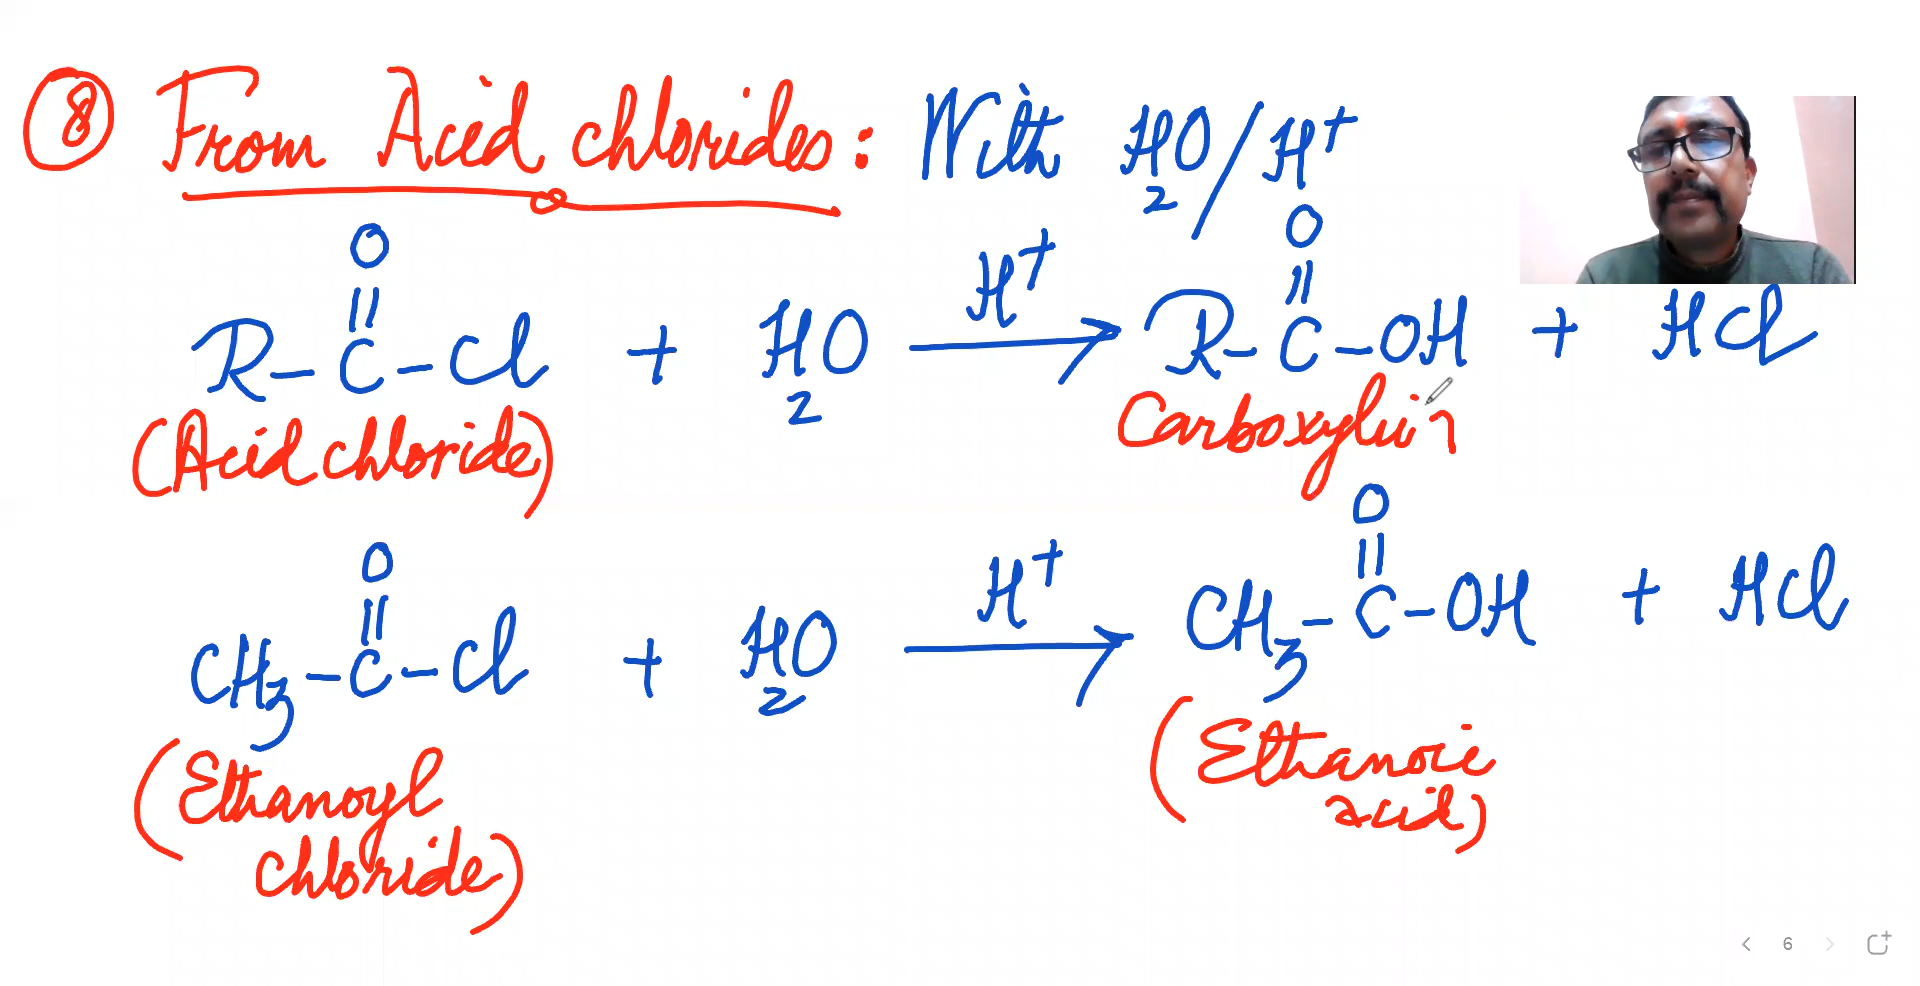 ⑧ From Acid chlorides: With H2O/H+
O O
|| H+ ||
R-C-Cl + H2O → R-C-OH + HCl
(Acid chloride) Carboxylic
O O
|| H+ ||
CH3-C-Cl + H2O → CH3-C-OH + HCl
(Ethanoyl (Ethanoic
chloride) acid)
6